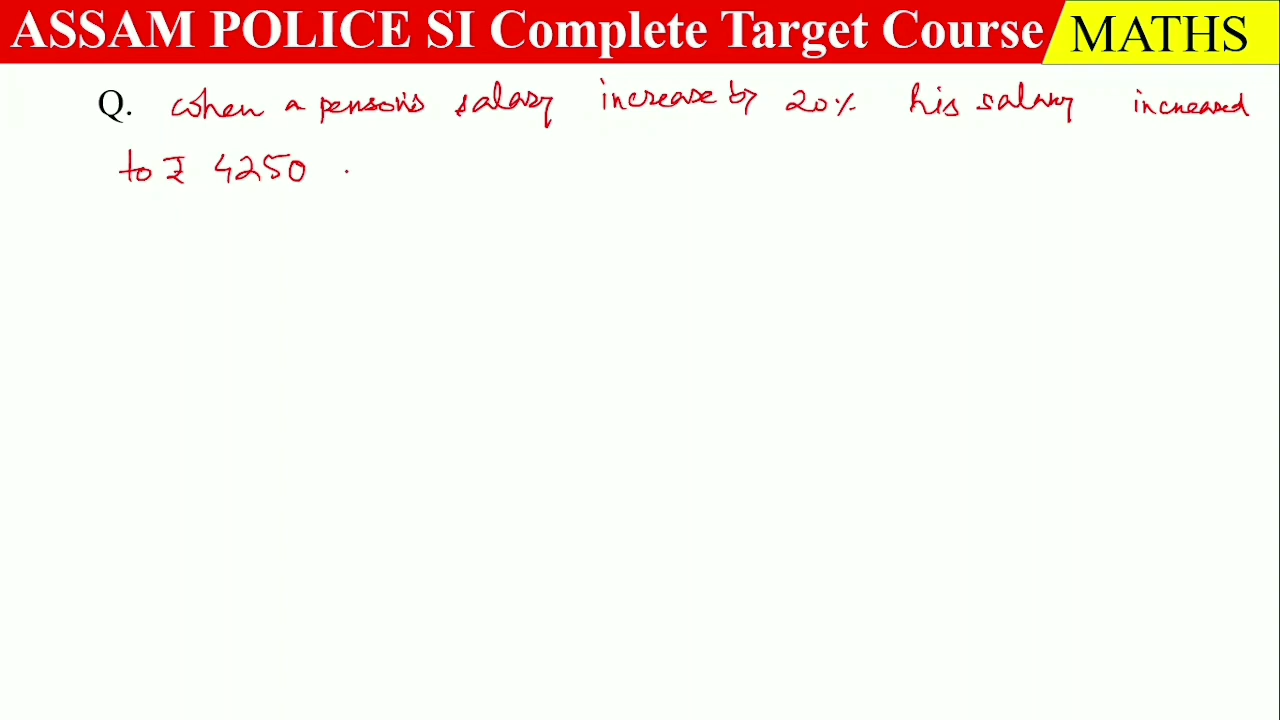 ASSAM POLICE SI Complete Target Course MATHS
Q. when a person's salary increase by 20% his salary increased
to ₹ 4250 .